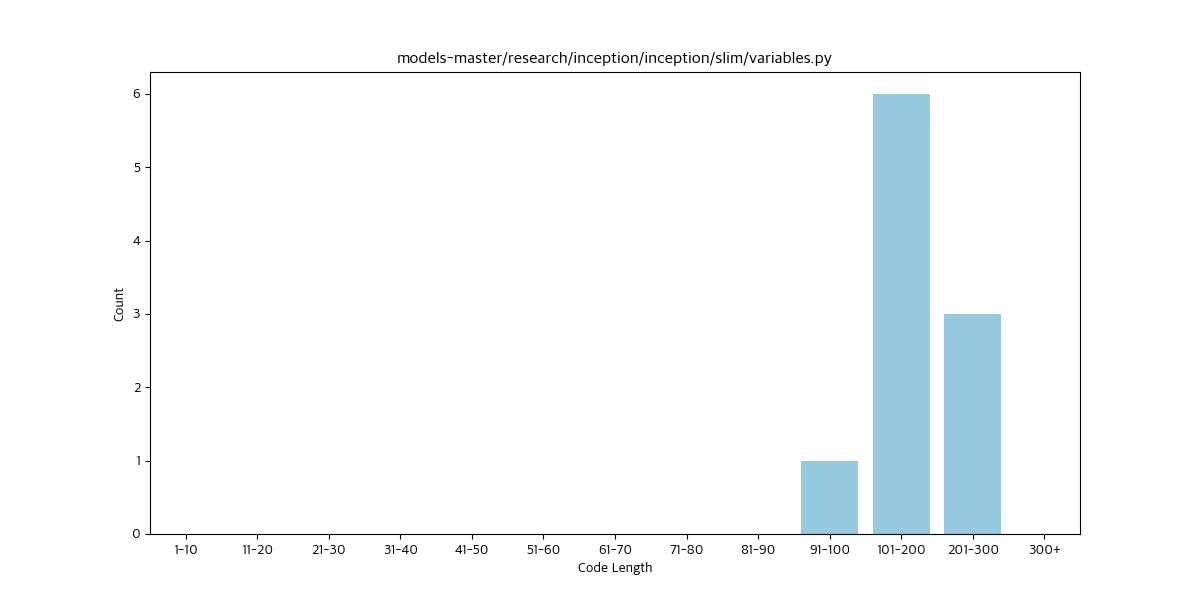 models-master/research/inception/inception/slim/variables.py
6
5
4
3
2
1
0
Count
1-10 11-20 21-30 31-40 41-50 51-60 61-70 71-80 81-90 91-100 101-200 201-300 300+
Code Length